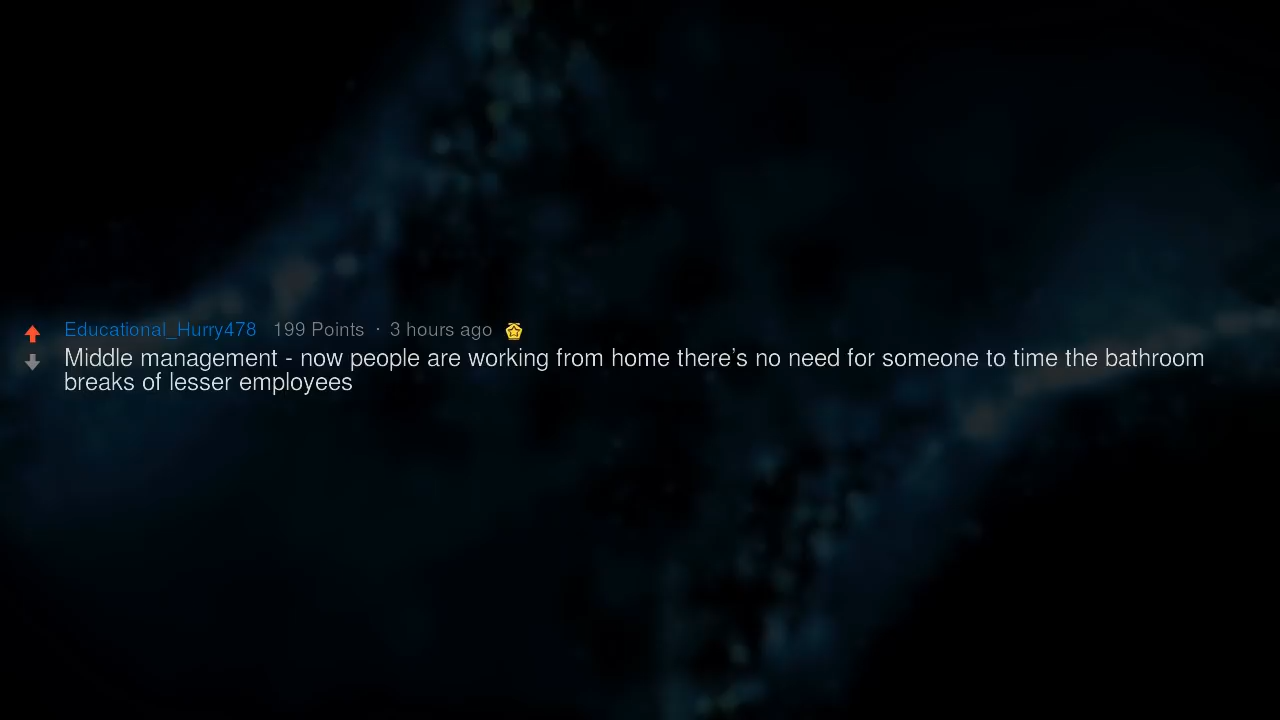 Educational_Hurry478 199 Points · 3 hours ago
Middle management - now people are working from home there's no need for someone to time the bathroom
breaks of lesser employees